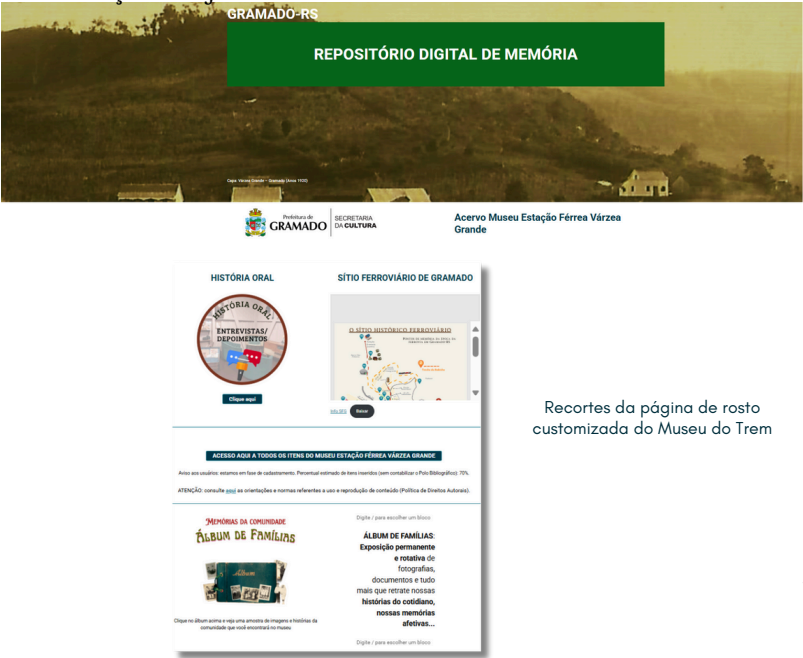 GRAMADO-RS
REPOSITÓRIO DIGITAL DE MEMÓRIA
Capa: Várzea Grande – Gramado (Anos 1930)
Prefeitura de
GRAMADO
SECRETARIA
DA CULTURA
Acervo Museu Estação Férrea Várzea
Grande
HISTÓRIA ORAL
HISTÓRIA ORAL
ENTREVISTAS/
DEPOIMENTOS
Clique aqui
SÍTIO FERROVIÁRIO DE GRAMADO
O SÍTIO HISTÓRICO FERROVIÁRIO
Baixar
Recortes da página de rosto
customizada do Museu do Trem
ACESSO AQUI A TODOS OS ITENS DO MUSEU ESTAÇÃO FÉRREA VÁRZEA GRANDE
Aviso aos usuários: estamos em fase de cadastramento. Percentual estimado de itens inseridos (sem contabilizar o Polo Bibliográfico): 70%.
ATENÇÃO: consulte aqui as orientações e normas referentes a uso e reprodução de conteúdo (Política de Direitos Autorais).
MEMÓRIAS DA COMUNIDADE
ÁLBUM DE FAMÍLIAS
Album
Clique no álbum acima e veja uma amostra de imagens e histórias da
comunidade que você encontrará no museu
Digite / para escolher um bloco
ÁLBUM DE FAMÍLIAS:
Exposição permanente
e rotativa de
fotografias,
documentos e tudo
mais que retrate nossas
histórias do cotidiano,
nossas memórias
afetivas...
Digite / para escolher um bloco